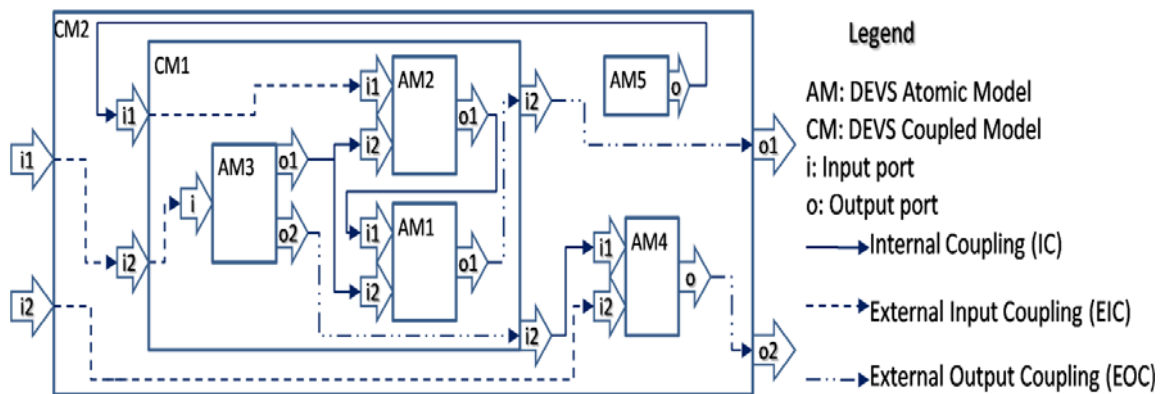 CM2
i1
i2
CM1
i1
i2
AM3
i
o1
o2
AM2
i1
i2
o1
AM1
i1
i2
o1
i2
i2
AM5
o
AM4
i1
i2
o
o1
o2
Legend
AM: DEVS Atomic Model
CM: DEVS Coupled Model
i: Input port
o: Output port
Internal Coupling (IC)
External Input Coupling (EIC)
External Output Coupling (EOC)